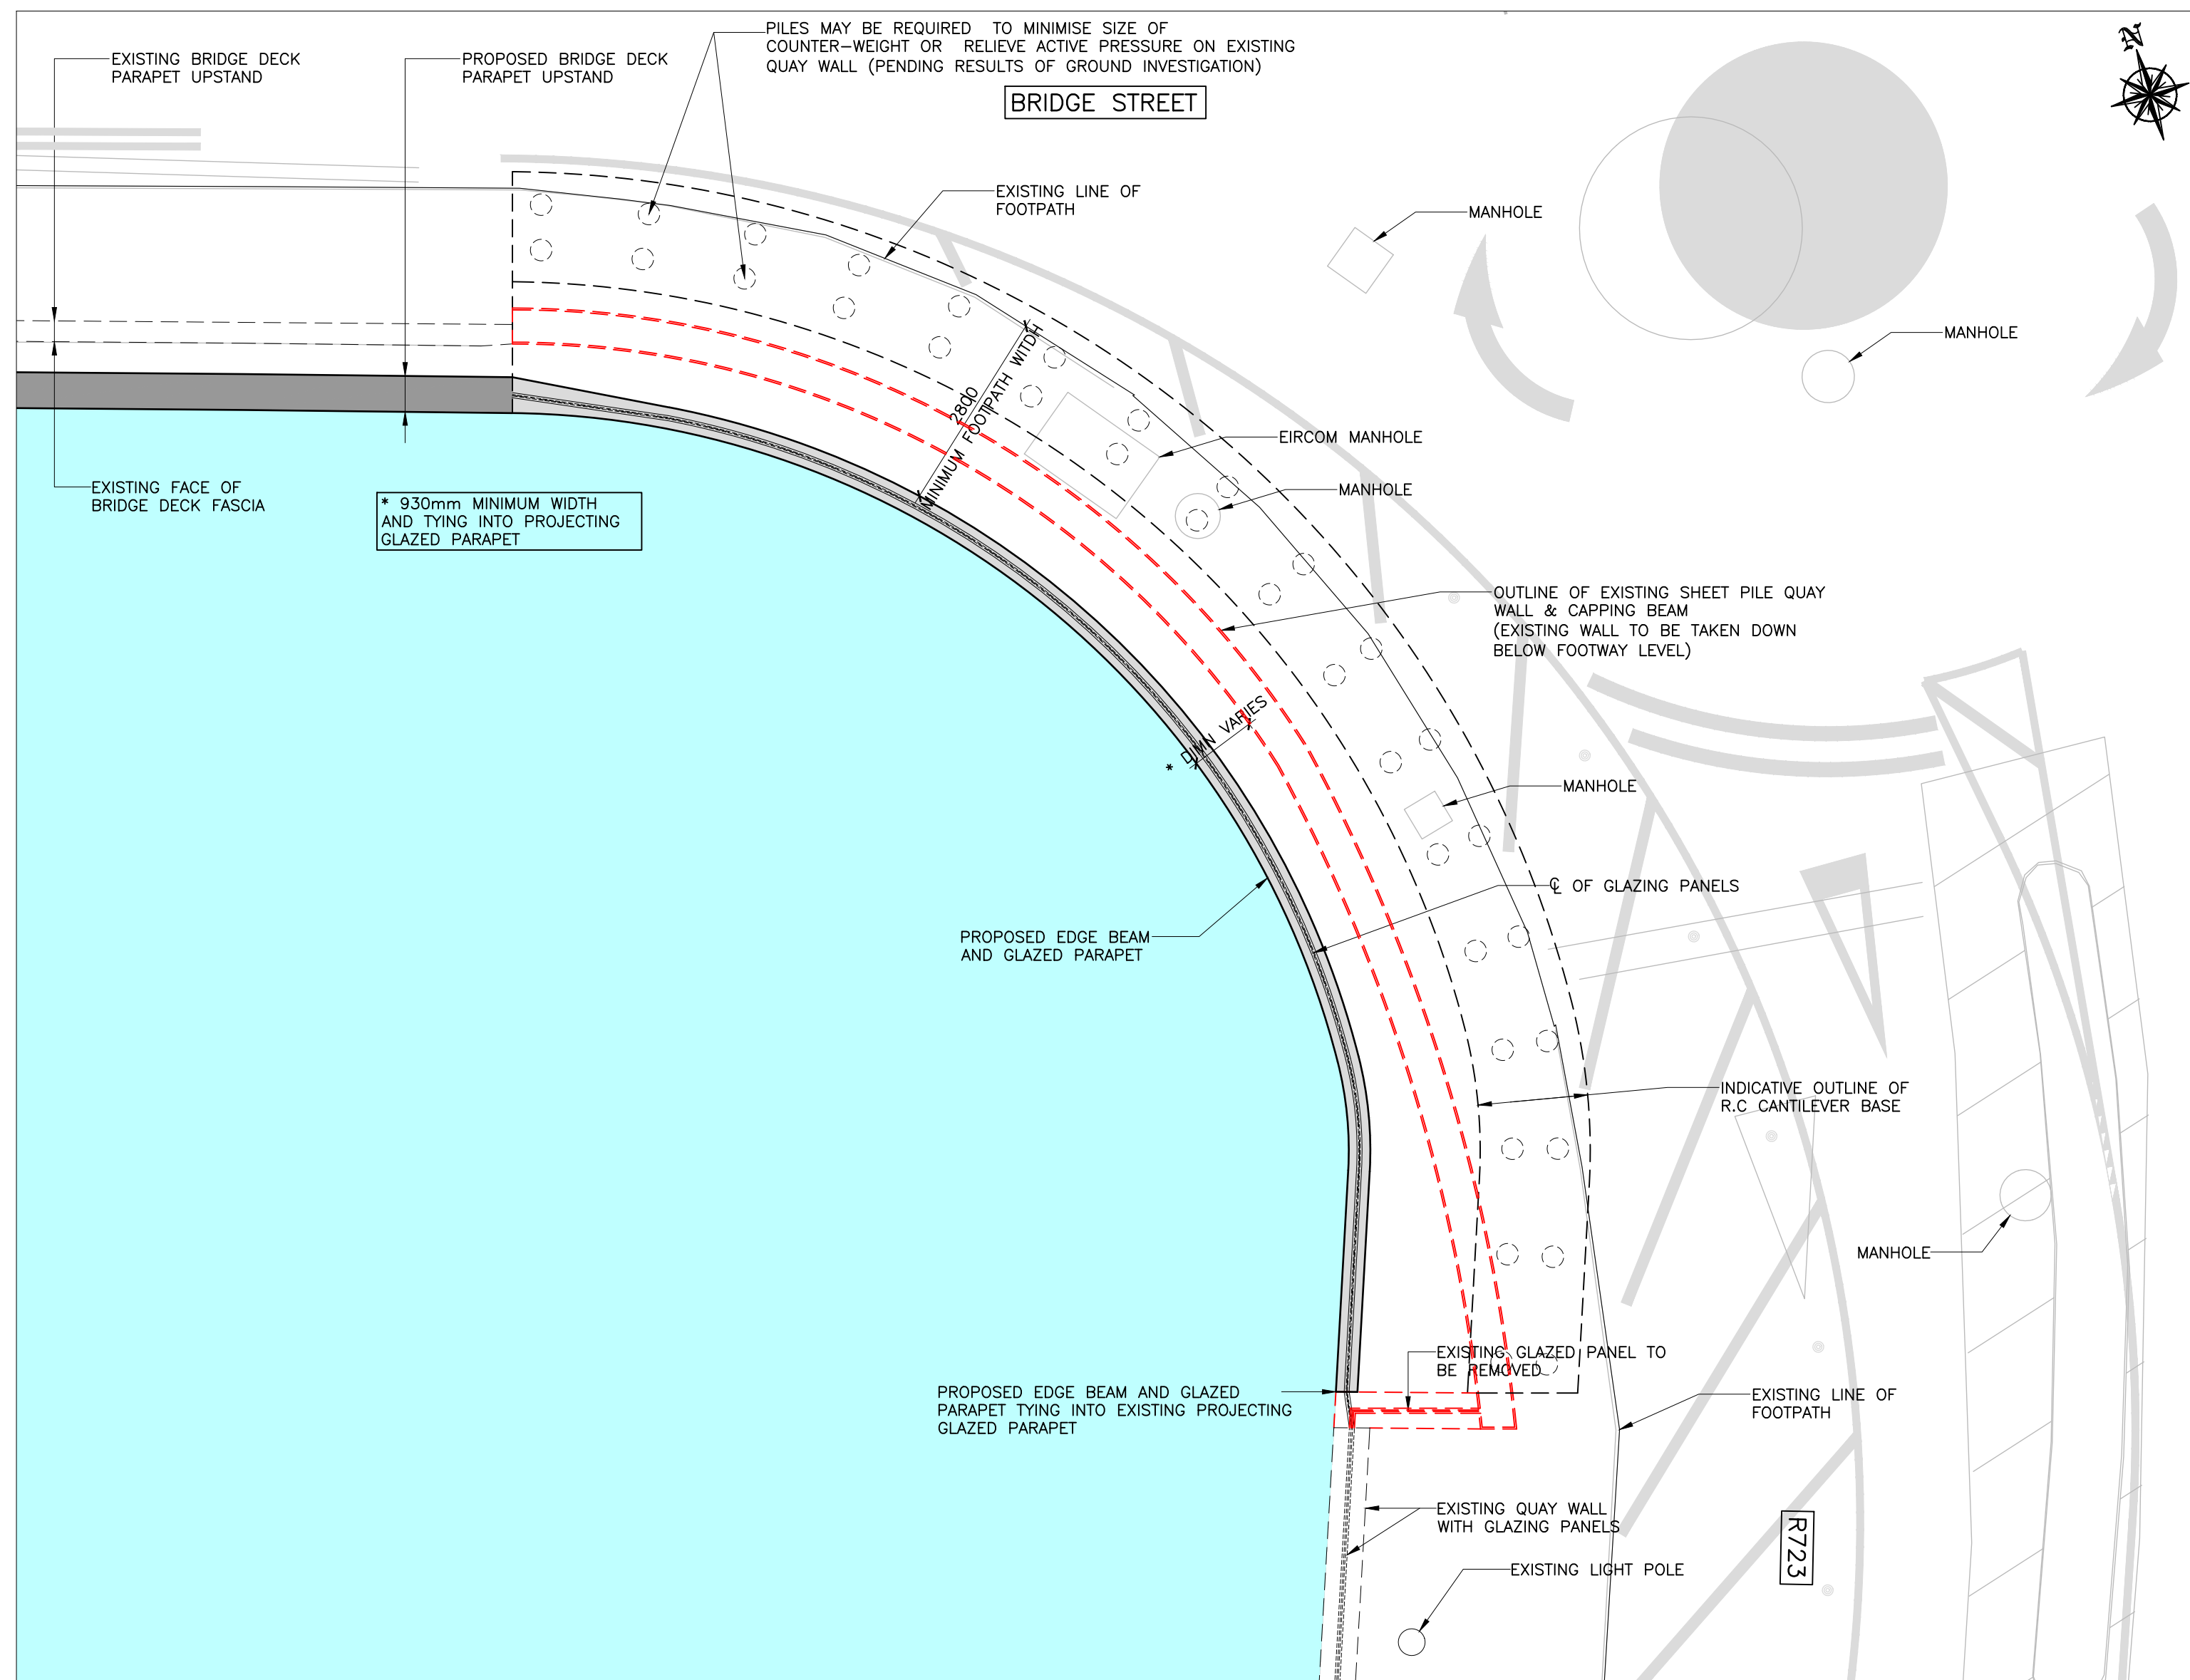 PILES MAY BE REQUIRED TO MINIMISE SIZE OF
COUNTER-WEIGHT OR RELIEVE ACTIVE PRESSURE ON EXISTING
QUAY WALL (PENDING RESULTS OF GROUND INVESTIGATION)
N
EXISTING BRIDGE DECK
PARAPET UPSTAND
PROPOSED BRIDGE DECK
PARAPET UPSTAND
BRIDGE STREET
EXISTING LINE OF
FOOTPATH
MANHOLE
MANHOLE
2800
MINIMUM FOOTPATH WITDH
EIRCOM MANHOLE
MANHOLE
EXISTING FACE OF
BRIDGE DECK FASCIA
* 930mm MINIMUM WIDTH
AND TYING INTO PROJECTING
GLAZED PARAPET
OUTLINE OF EXISTING SHEET PILE QUAY
WALL & CAPPING BEAM
(EXISTING WALL TO BE TAKEN DOWN
BELOW FOOTWAY LEVEL)
* DIMN VARIES
MANHOLE
℄ OF GLAZING PANELS
PROPOSED EDGE BEAM
AND GLAZED PARAPET
INDICATIVE OUTLINE OF
R.C CANTILEVER BASE
MANHOLE
EXISTING GLAZED PANEL TO
BE REMOVED
PROPOSED EDGE BEAM AND GLAZED
PARAPET TYING INTO EXISTING PROJECTING
GLAZED PARAPET
EXISTING LINE OF
FOOTPATH
EXISTING QUAY WALL
WITH GLAZING PANELS
R723
EXISTING LIGHT POLE